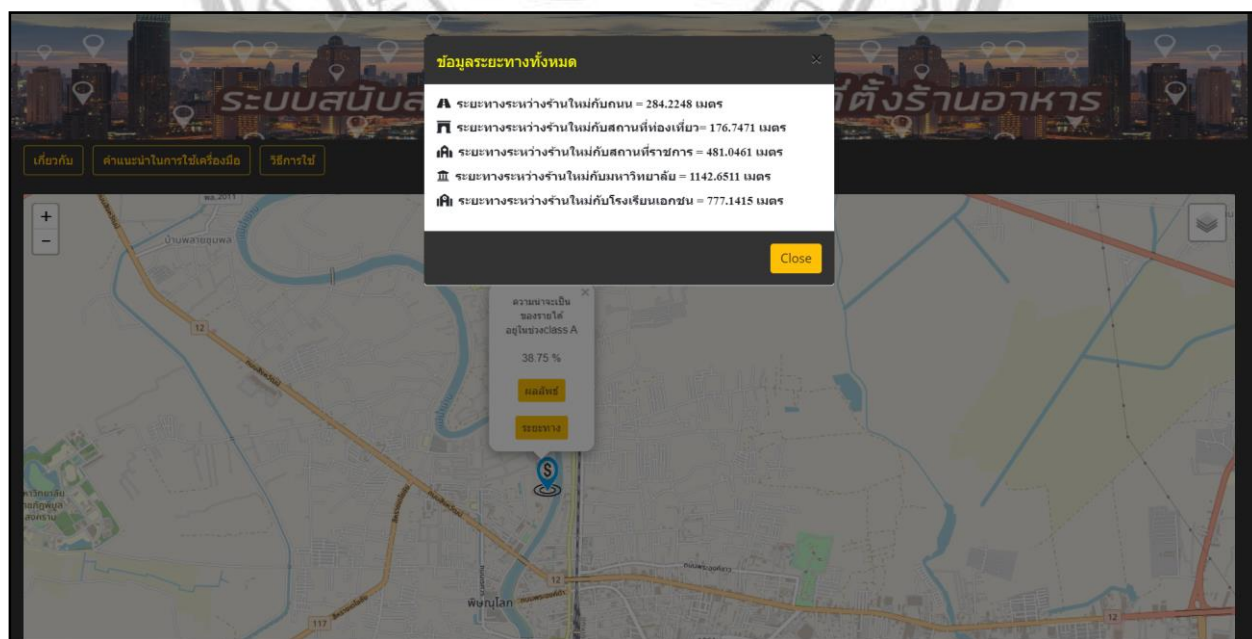 ข้อมูลระยะทางทั้งหมด
×
ระยะทางระหว่างร้านใหม่กับถนน = 284.2248 เมตร
ระยะทางระหว่างร้านใหม่กับสถานที่ท่องเที่ยว= 176.7471 เมตร
ระยะทางระหว่างร้านใหม่กับสถานที่ราชการ = 481.0461 เมตร
ระยะทางระหว่างร้านใหม่กับมหาวิทยาลัย = 1142.6511 เมตร
ระยะทางระหว่างร้านใหม่กับโรงเรียนเอกชน = 777.1415 เมตร
Close
ระบบสนับส
ที่ตั้งร้านอาหาร
เกี่ยวกับ
คำแนะนำในการใช้เครื่องมือ
วิธีการใช้
+
−
พล.2011
บ้านพลายชุมพล
12
ความน่าจะเป็น
ของรายได้
อยู่ในช่วงclass A
38.75 %
ผลลัพธ์
ระยะทาง
$
12
พิษณุโลก
117
12